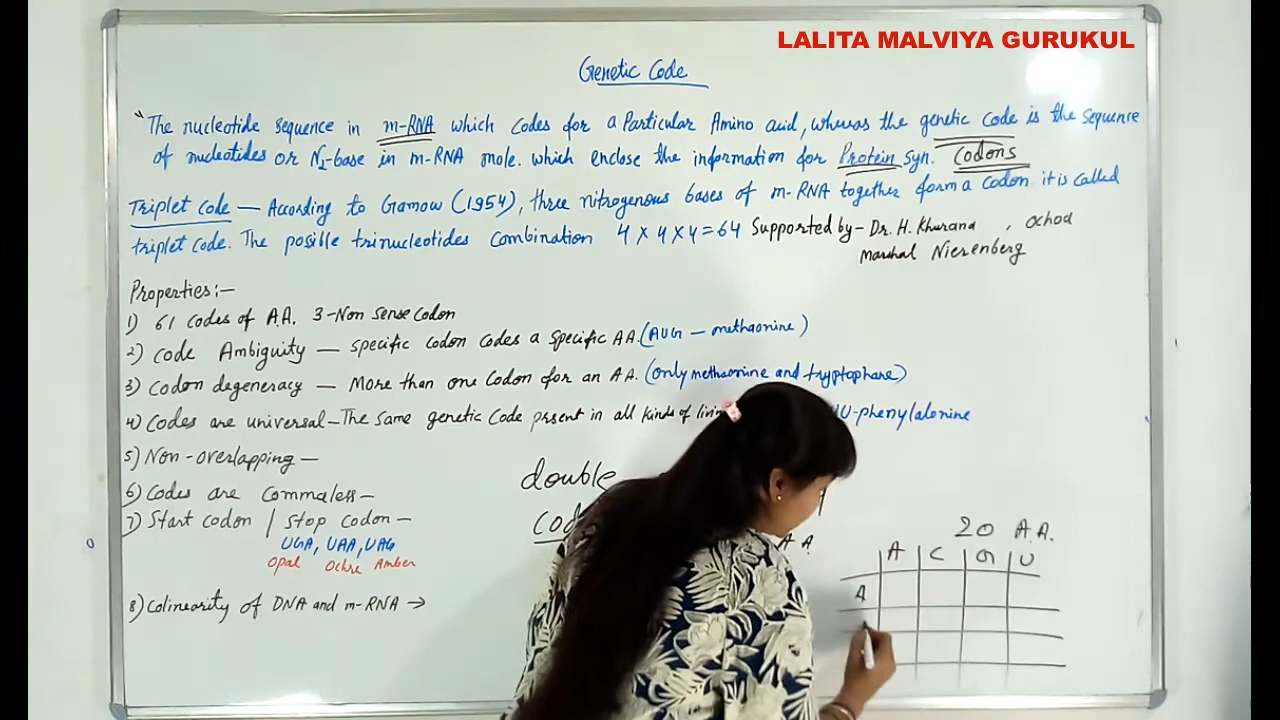 LALITA MALVIYA GURUKUL
Genetic Code
"The nucleotide sequence in m-RNA which codes for a Particular Amino acid, whereas the genetic code is the sequence
of nucleotides or N2-base in m-RNA mole. which enclose the information for Protein syn. Codons
Triplet code — According to Gamow (1954), three nitrogenous bases of m-RNA together form a codon it is called
triplet code. The posille trinucleotides combination 4 x 4 x 4 = 64 Supported by - Dr. H. Khurana, ochoa
Marshal Nierenberg
Properties:-
1) 61 codes of A.A. 3-Non sense codon
2) Code Ambiguity — specific codon codes a specific AA. (AUG — methaonine)
3) Codon degeneracy — More than one codon for an A A. (only methaonine and tryptophane)
4) Codes are universal - The same genetic code present in all kinds of livin U-phenylalenine
5) Non-overlapping —
6) Codes are Commaless -
7) Start codon / Stop codon -
UGA, UAA, UAG
Opal Ochre Amber
8) Colinearity of DNA and m-RNA →
double
cod
A A
20 A.A.
A C G U
A